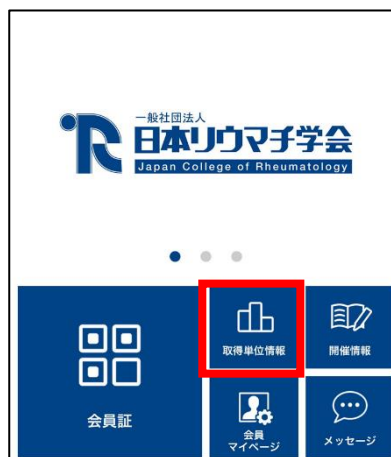 一般社団法人
日本リウマチ学会
Japan College of Rheumatology
取得単位情報
開催情報
会員証
会員
マイページ
メッセージ